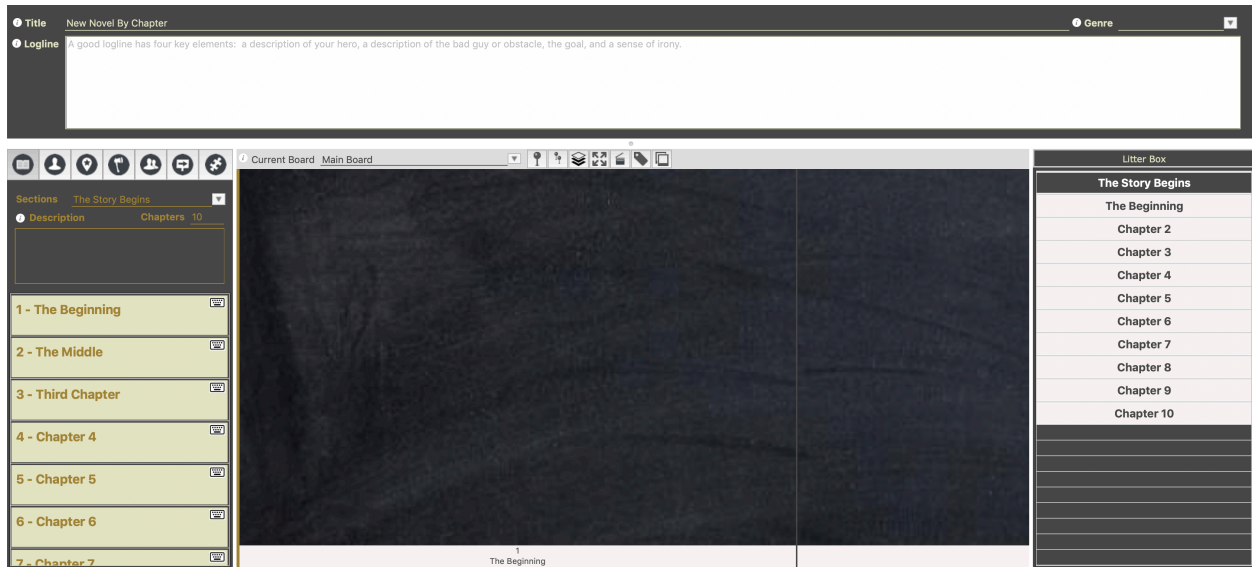 Title New Novel By Chapter Genre
Logline A good logline has four key elements: a description of your hero, a description of the bad guy or obstacle, the goal, and a sense of irony.
Current Board Main Board
Sections The Story Begins
Description Chapters 10
1 - The Beginning
2 - The Middle
3 - Third Chapter
4 - Chapter 4
5 - Chapter 5
6 - Chapter 6
7 - Chapter 7
1
The Beginning
Litter Box
The Story Begins
The Beginning
Chapter 2
Chapter 3
Chapter 4
Chapter 5
Chapter 6
Chapter 7
Chapter 8
Chapter 9
Chapter 10